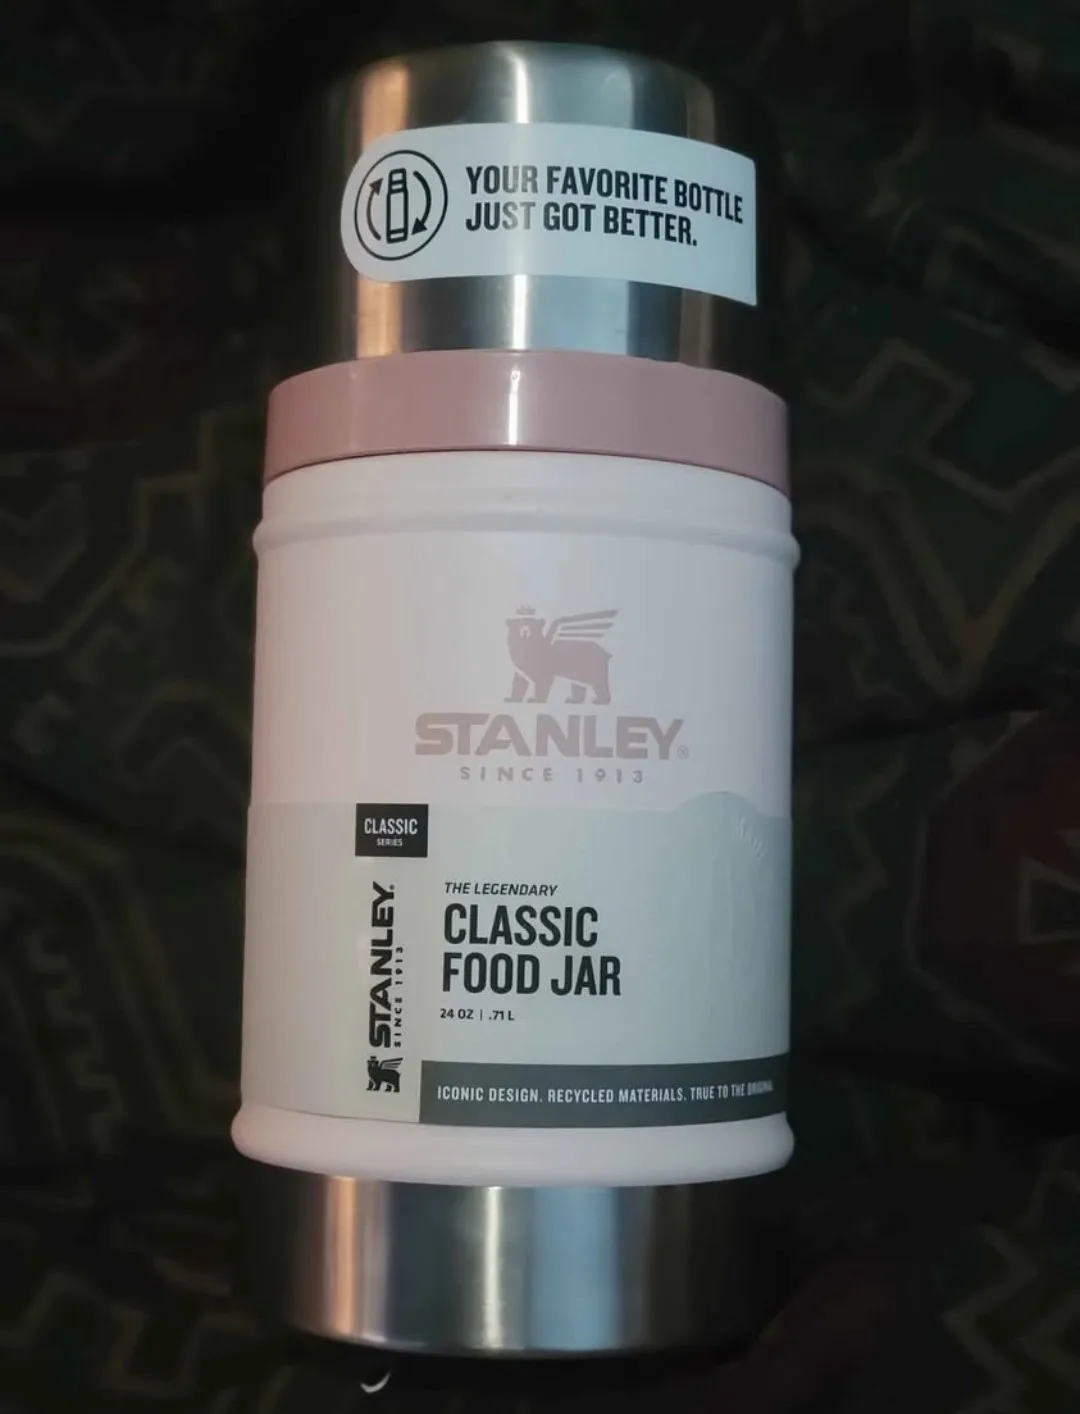 YOUR FAVORITE BOTTLE
JUST GOT BETTER.
STANLEY®
SINCE 1913
CLASSIC
SERIES
STANLEY®
SINCE 1913
THE LEGENDARY
CLASSIC
FOOD JAR
24 OZ | .71 L
ICONIC DESIGN. RECYCLED MATERIALS. TRUE TO THE ORIGINAL